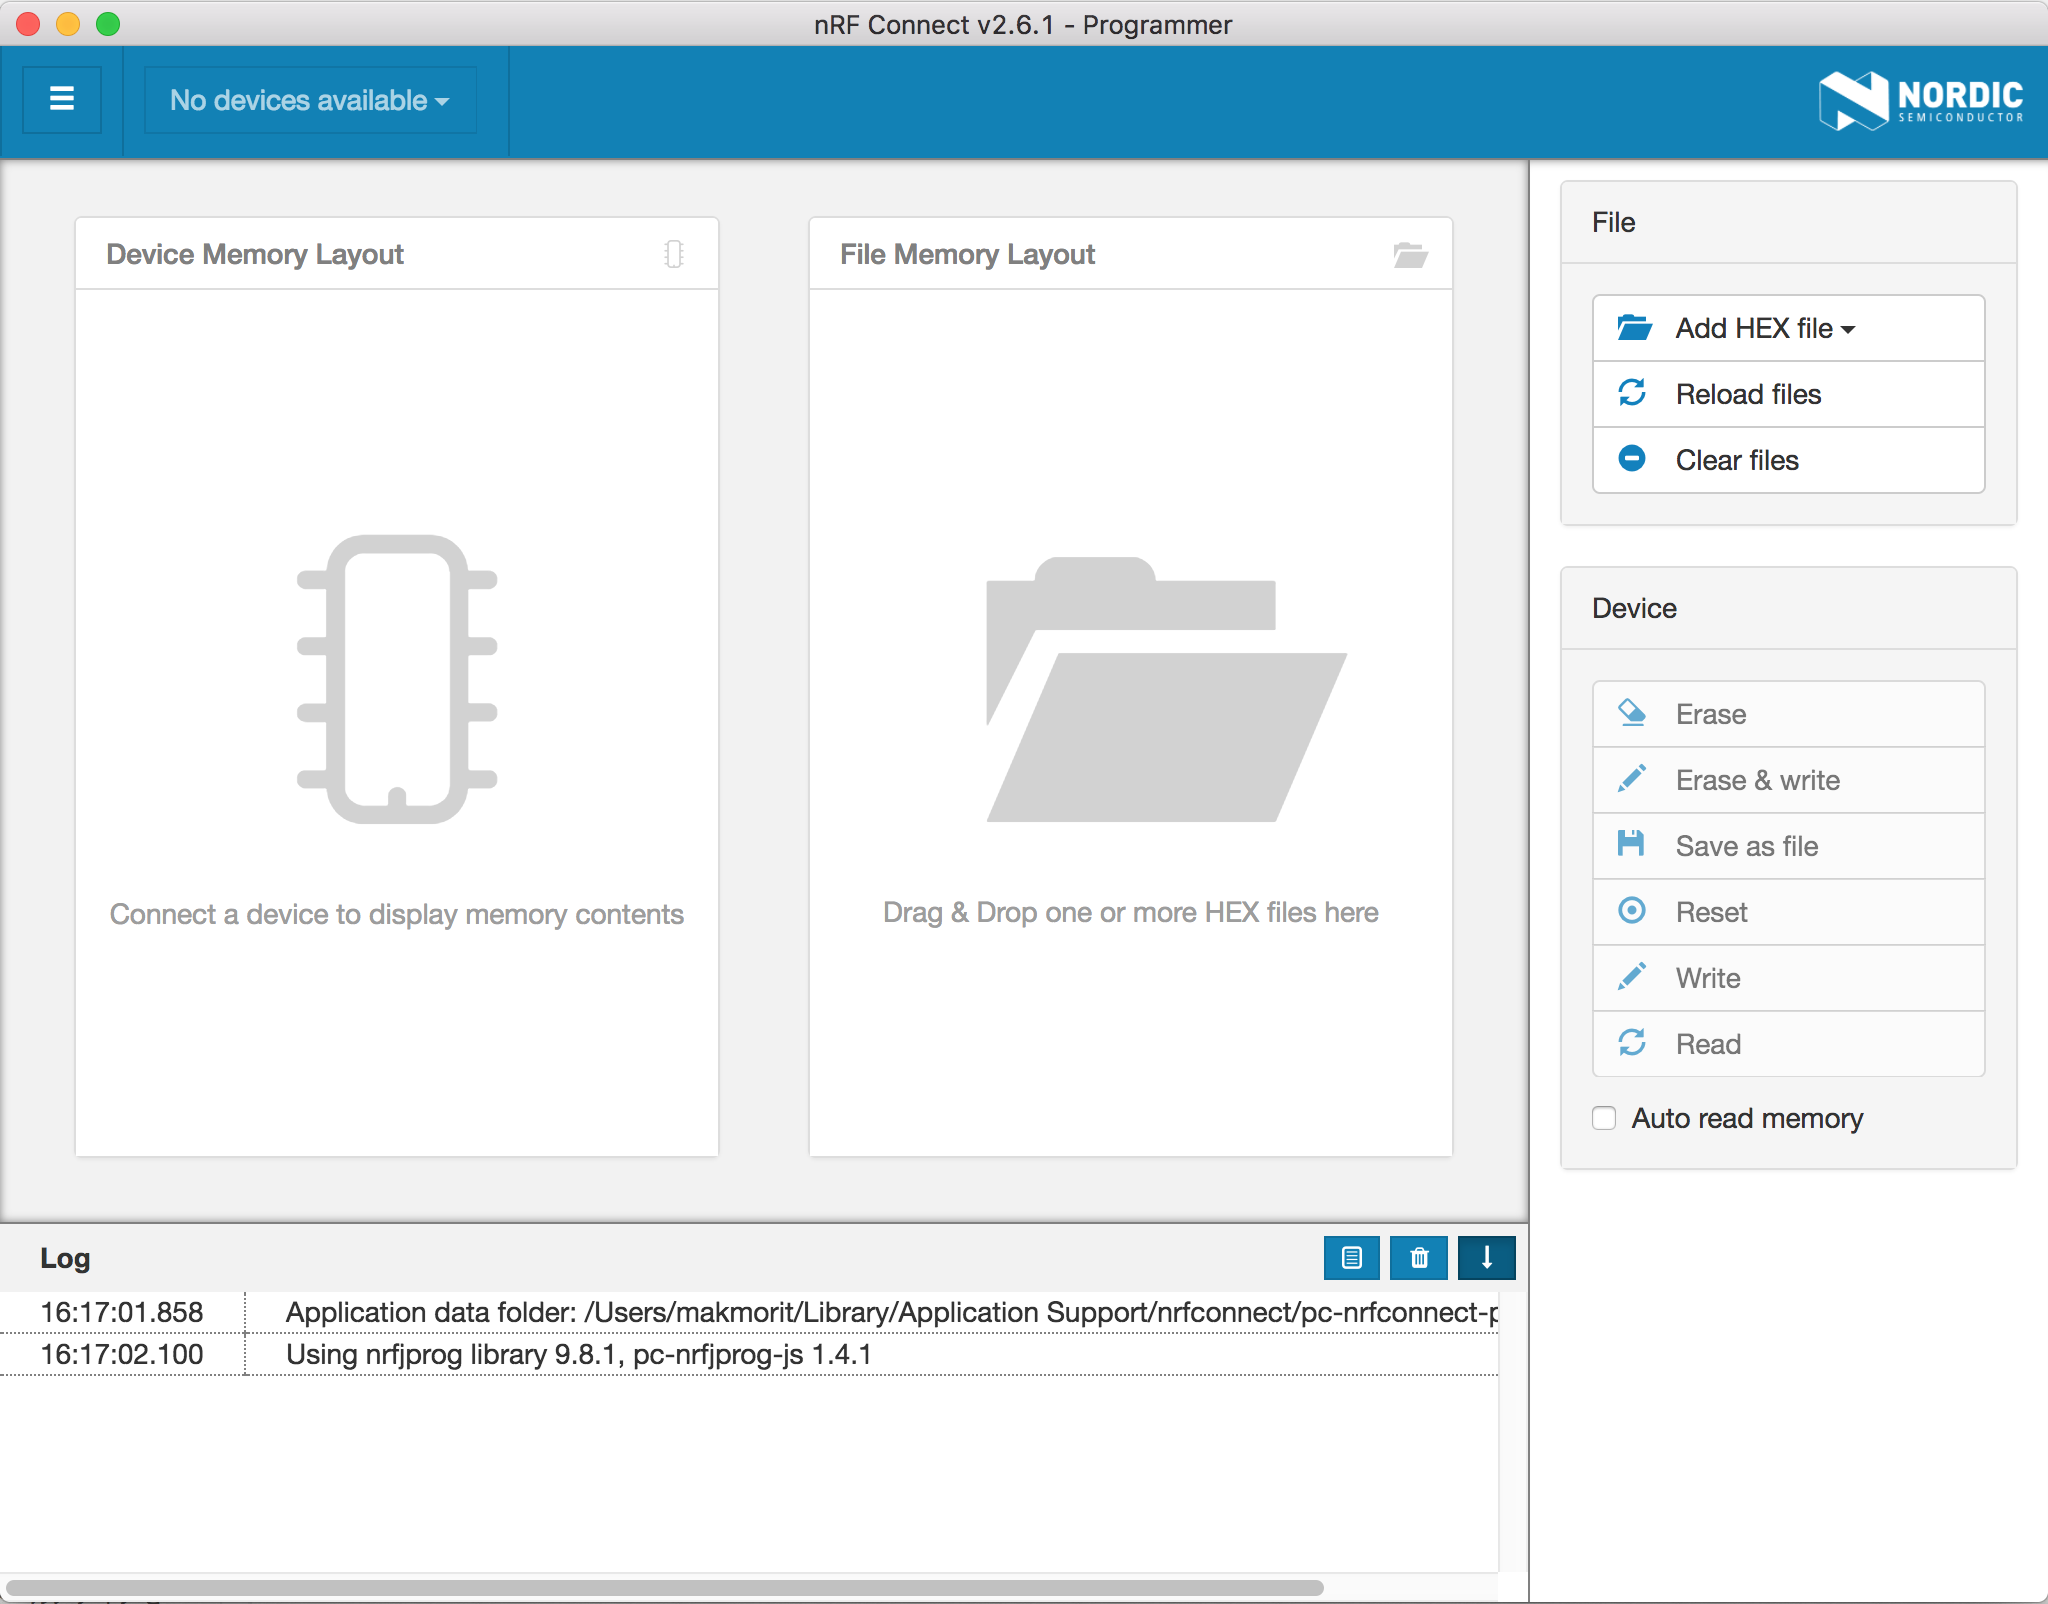 nRF Connect v2.6.1 - Programmer
No devices available
NORDIC
SEMICONDUCTOR
Device Memory Layout
File Memory Layout
Connect a device to display memory contents
Drag & Drop one or more HEX files here
File
Add HEX file
Reload files
Clear files
Device
Erase
Erase & write
Save as file
Reset
Write
Read
Auto read memory
Log
16:17:01.858 Application data folder: /Users/makmorit/Library/Application Support/nrfconnect/pc-nrfconnect-p
16:17:02.100 Using nrfjprog library 9.8.1, pc-nrfjprog-js 1.4.1